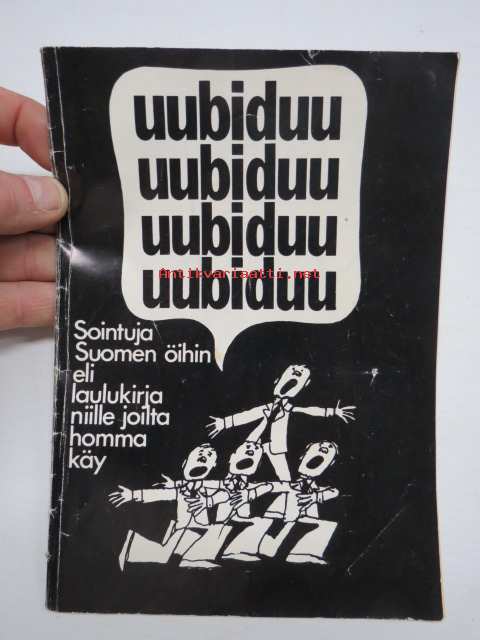 uubiduu
uubiduu
uubiduu
Antikvariaatti.net
uubiduu
Sointuja
Suomen öihin
eli
laulukirja
niille joilta
homma
käy